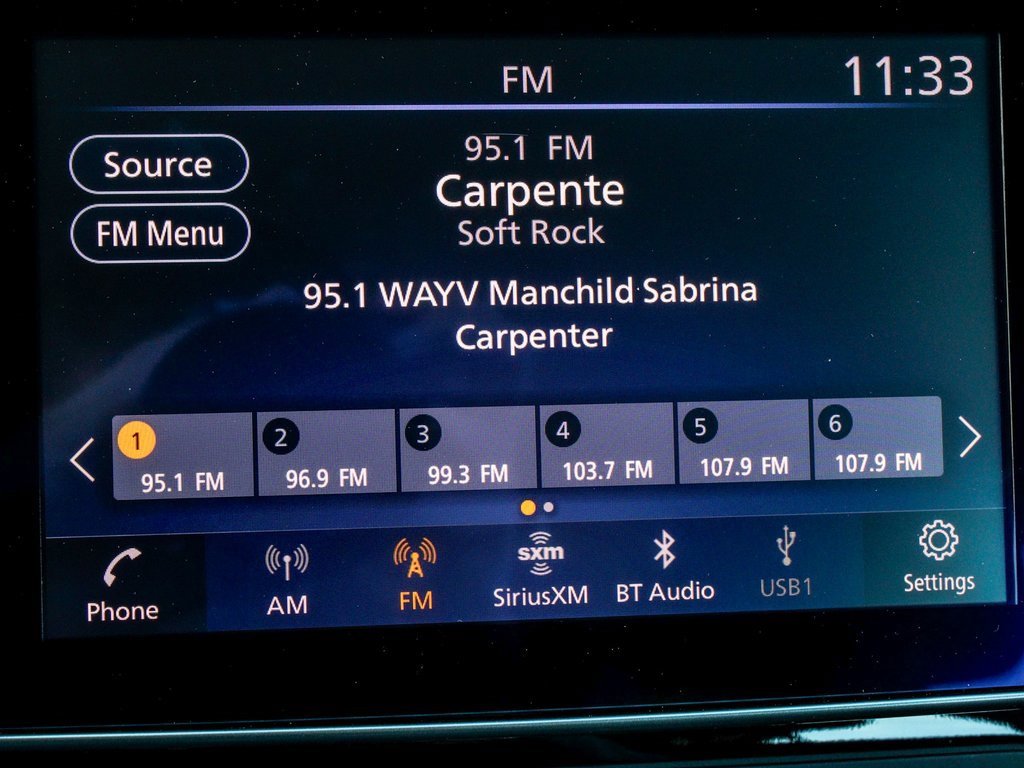 FM
11:33
Source
FM Menu
95.1 FM
Carpente
Soft Rock
95.1 WAYV Manchild Sabrina
Carpenter
1 2 3 4 5 6
95.1 FM 96.9 FM 99.3 FM 103.7 FM 107.9 FM 107.9 FM
sxm
Phone AM FM SiriusXM BT Audio USB1 Settings